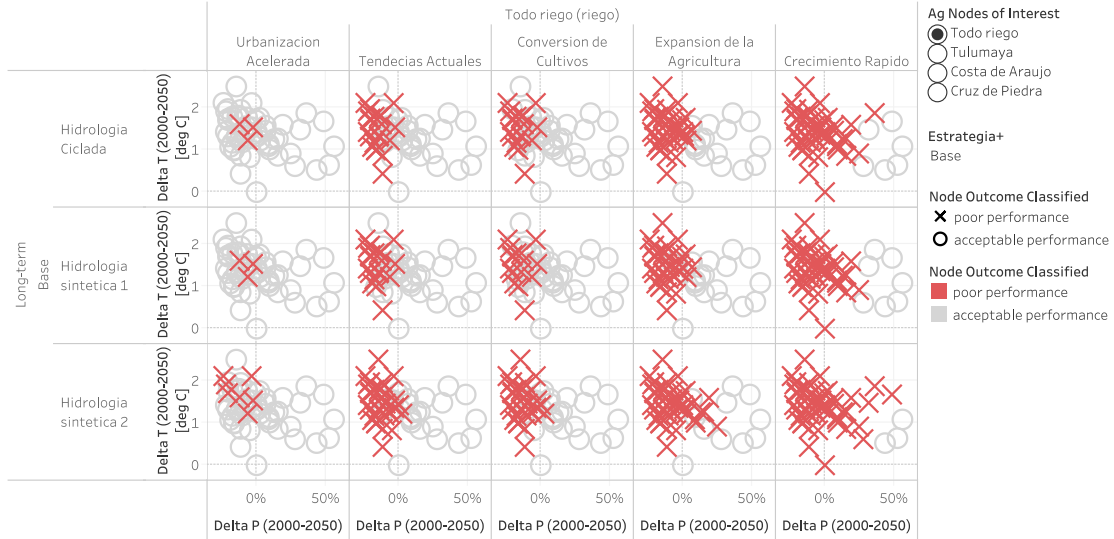 Todo riego (riego)
Urbanizacion
Acelerada
Tendecias Actuales
Conversion de
Cultivos
Expansion de la
Agricultura
Crecimiento Rapido
Long-term
Base
Hidrologia
Ciclada
Delta T (2000-2050)
[deg C]
2
1
0
Hidrologia
sintetica 1
Delta T (2000-2050)
[deg C]
2
1
0
Hidrologia
sintetica 2
Delta T (2000-2050)
[deg C]
2
1
0
0% 50% 0% 50% 0% 50% 0% 50% 0% 50%
Delta P (2000-2050) Delta P (2000-2050) Delta P (2000-2050) Delta P (2000-2050) Delta P (2000-2050)
Ag Nodes of Interest
Todo riego
Tulumaya
Costa de Araujo
Cruz de Piedra
Estrategia+
Base
Node Outcome Classified
poor performance
acceptable performance
Node Outcome Classified
poor performance
acceptable performance